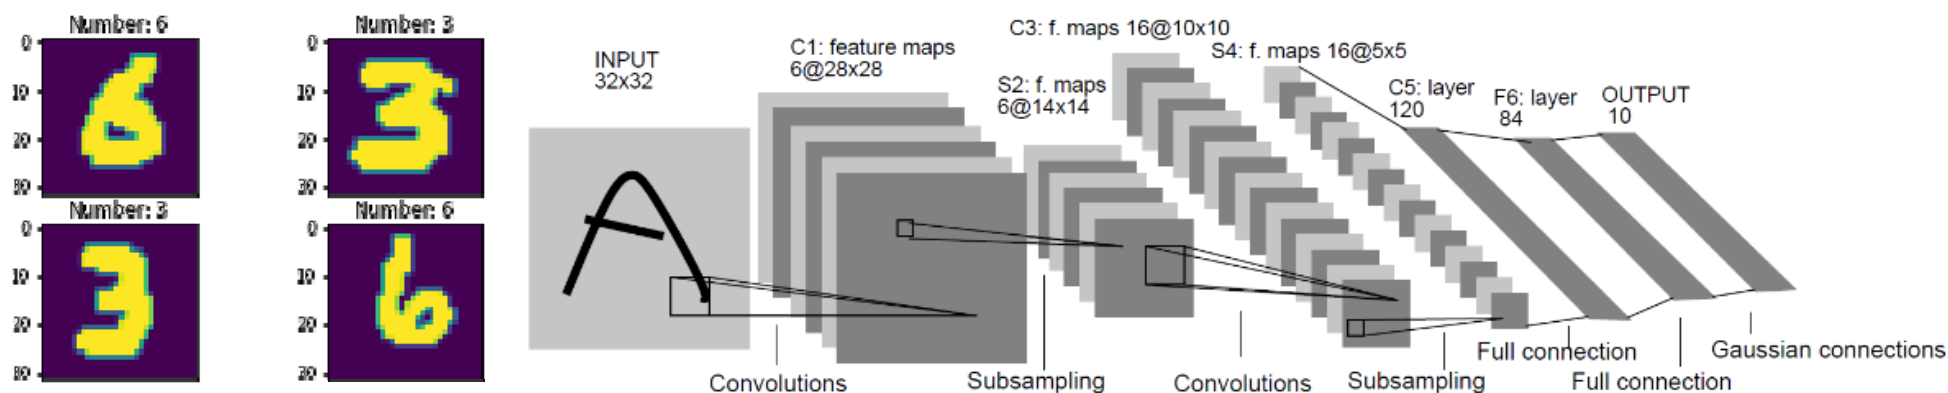 Number: 6
0
10
20
30
Number: 3
0
10
20
30
Number: 3
0
10
20
30
Number: 6
0
10
20
30
INPUT
32x32
C1: feature maps
6@28x28
S2: f. maps
6@14x14
C3: f. maps 16@10x10
S4: f. maps 16@5x5
C5: layer
120
F6: layer
84
OUTPUT
10
Convolutions
Subsampling
Convolutions
Subsampling
Full connection
Full connection
Gaussian connections